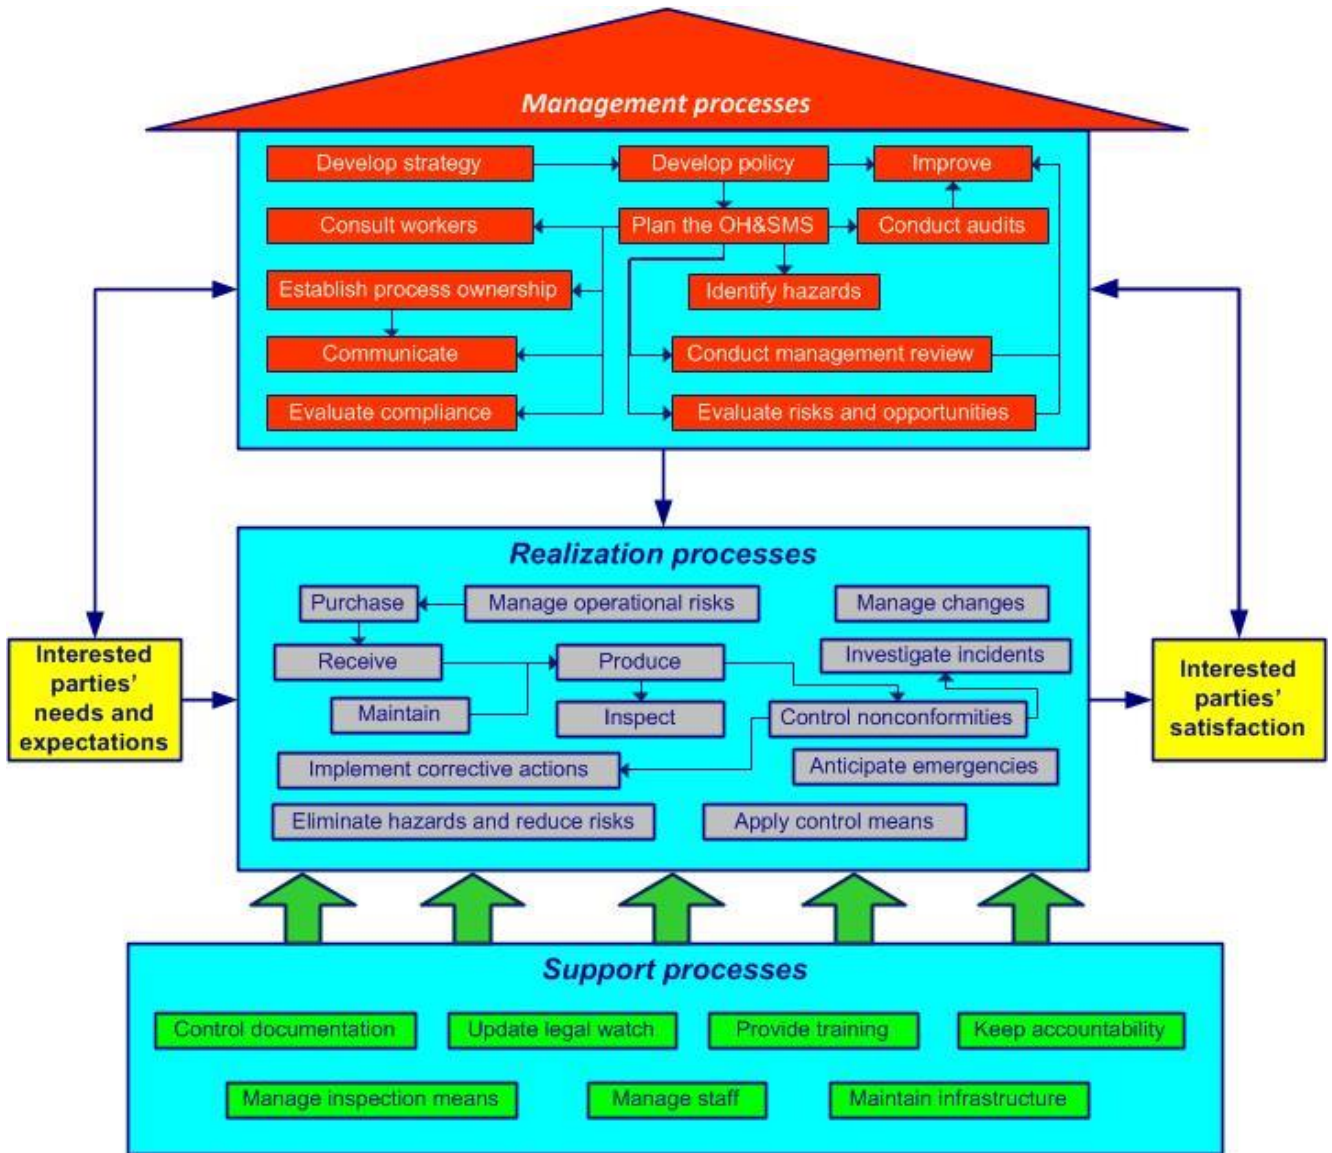 Management processes
Develop strategy
Develop policy
Improve
Consult workers
Plan the OH&SMS
Conduct audits
Establish process ownership
Identify hazards
Communicate
Conduct management review
Evaluate compliance
Evaluate risks and opportunities
Realization processes
Purchase
Manage operational risks
Manage changes
Receive
Produce
Investigate incidents
Maintain
Inspect
Control nonconformities
Implement corrective actions
Anticipate emergencies
Eliminate hazards and reduce risks
Apply control means
Interested
parties’
needs and
expectations
Interested
parties’
satisfaction
Support processes
Control documentation
Update legal watch
Provide training
Keep accountability
Manage inspection means
Manage staff
Maintain infrastructure